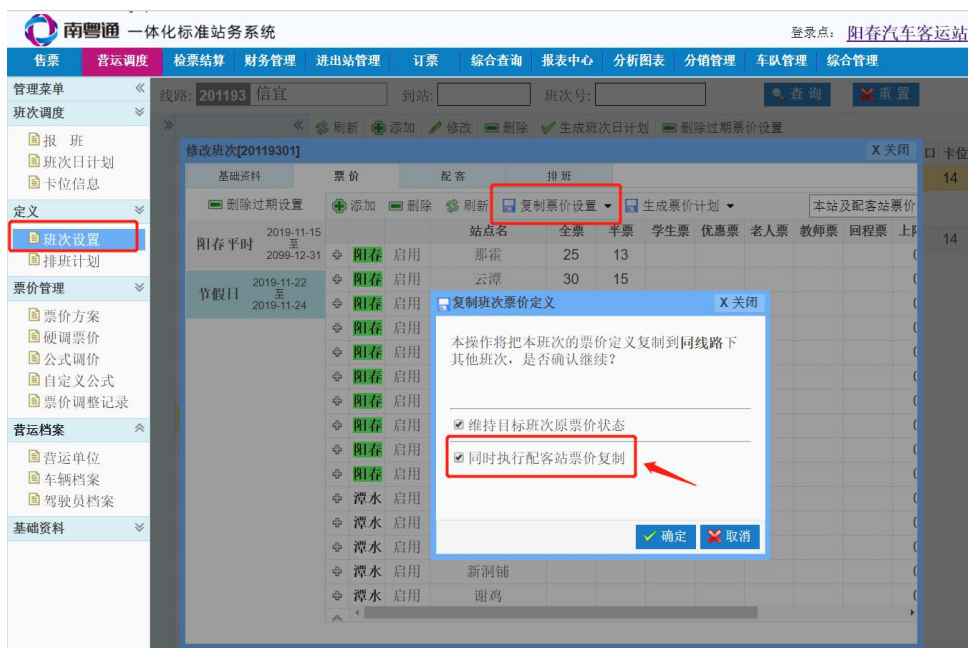 南粤通 一体化标准站务系统
登录点: 阳春汽车客运站
售票 营运调度 检票结算 财务管理 进出站管理 订票 综合查询 报表中心 分析图表 分销管理 车队管理 综合管理
管理菜单
线路: 201193 信宜 到站: 班次号: 查询 重置
班次调度
刷新 添加 修改 删除 生成班次日计划 删除过期票价设置
报 班
班次日计划
卡位信息
定义
班次设置
排班计划
票价管理
票价方案
硬调票价
公式调价
自定义公式
票价调整记录
营运档案
营运单位
车辆档案
驾驶员档案
基础资料
修改班次[20119301] X 关闭
口 卡位
14
14
基础资料 票 价 配 客 排 班
删除过期设置 添加 删除 刷新 复制票价设置 生成票价计划 本站及配客站票价
站点名 全票 半票 学生票 优惠票 老人票 教师票 回程票
阳春平时 2019-11-15 至 2099-12-31
节假日 2019-11-22 至 2019-11-24
阳春 启用 那霍 25 13
阳春 启用 云潭 30 15
阳春 启用
阳春 启用
阳春 启用
阳春 启用
阳春 启用
阳春 启用
阳春 启用
阳春 启用
潭水 启用
潭水 启用
潭水 启用
潭水 启用 新洞铺
潭水 启用 谢鸡
复制班次票价定义 X 关闭
本操作将把本班次的票价定义复制到同线路下
其他班次，是否确认继续?
维持目标班次原票价状态
同时执行配客站票价复制
确定 取消